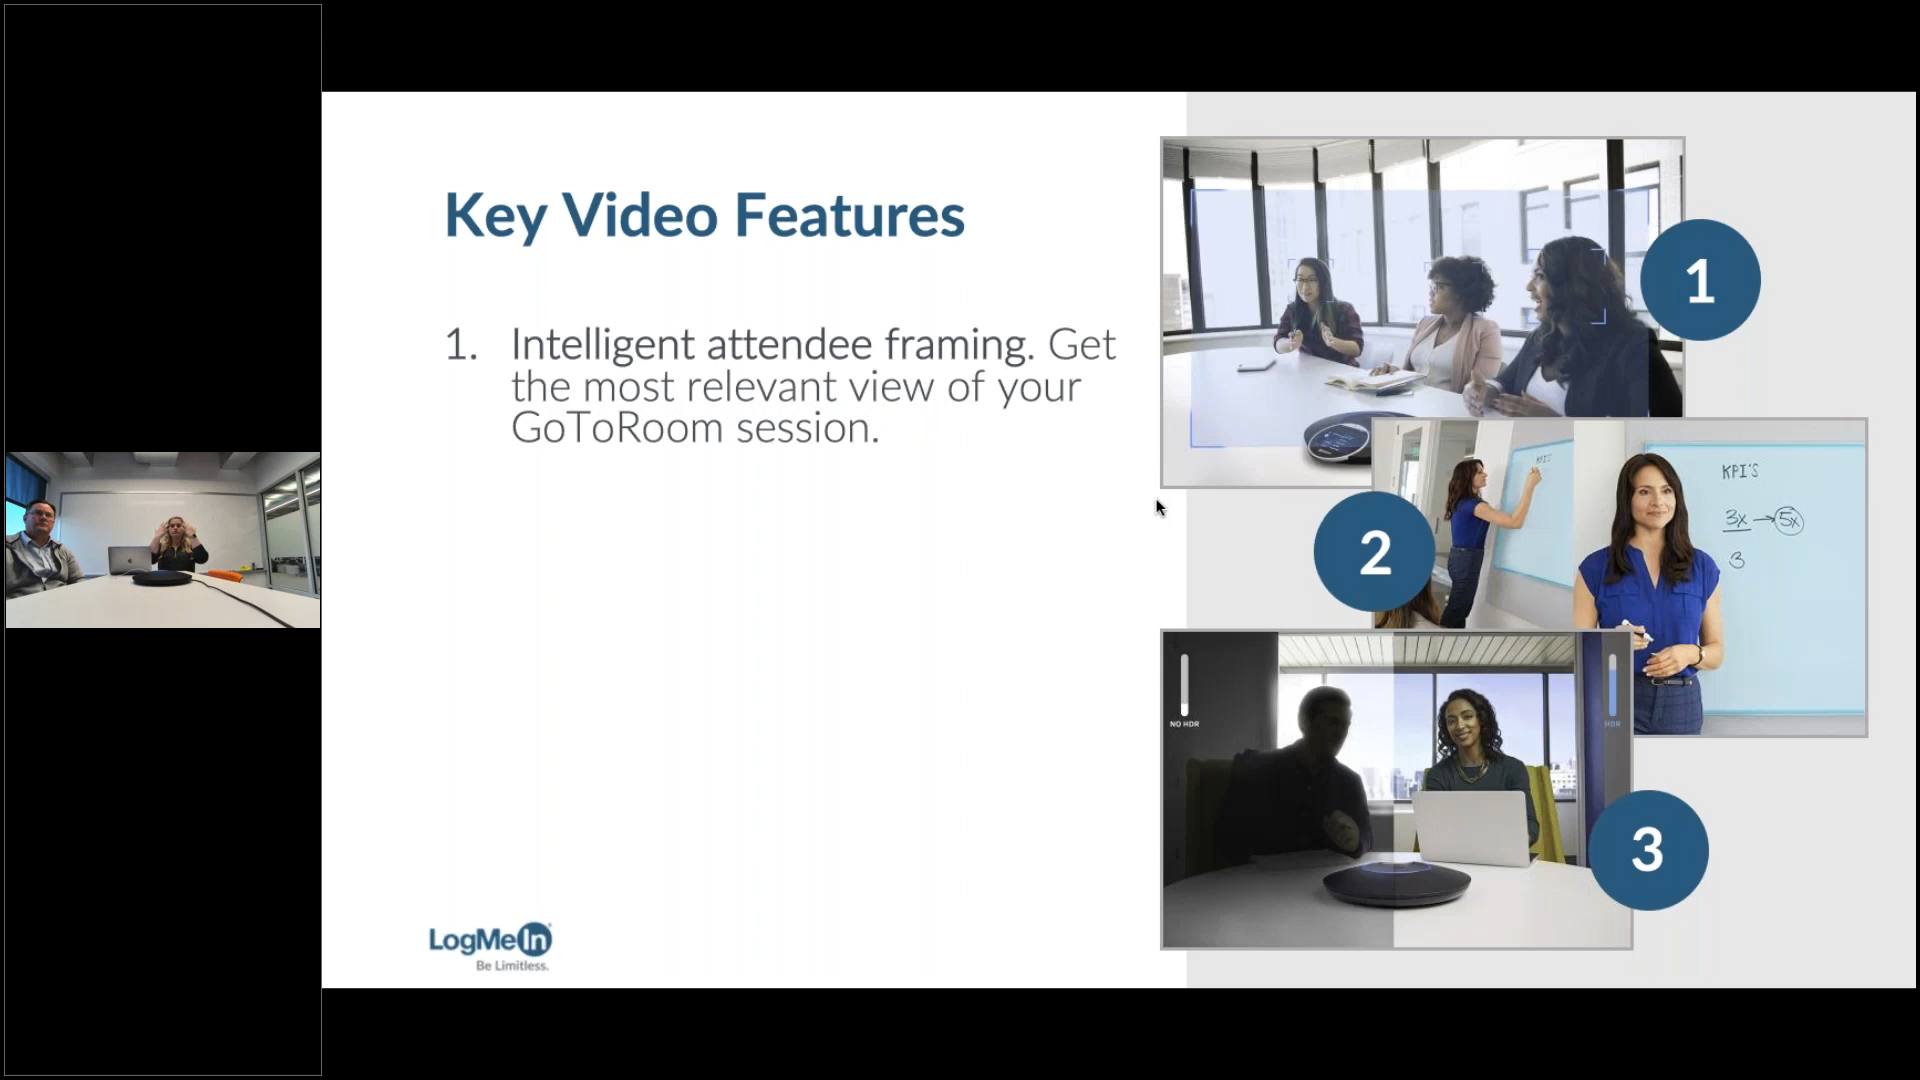 Key Video Features
1. Intelligent attendee framing. Get
the most relevant view of your
GoToRoom session.
1
KPI'S
KPI'S
3x → 5x
3
2
NO HDR
HDR
3
LogMeIn
Be Limitless.